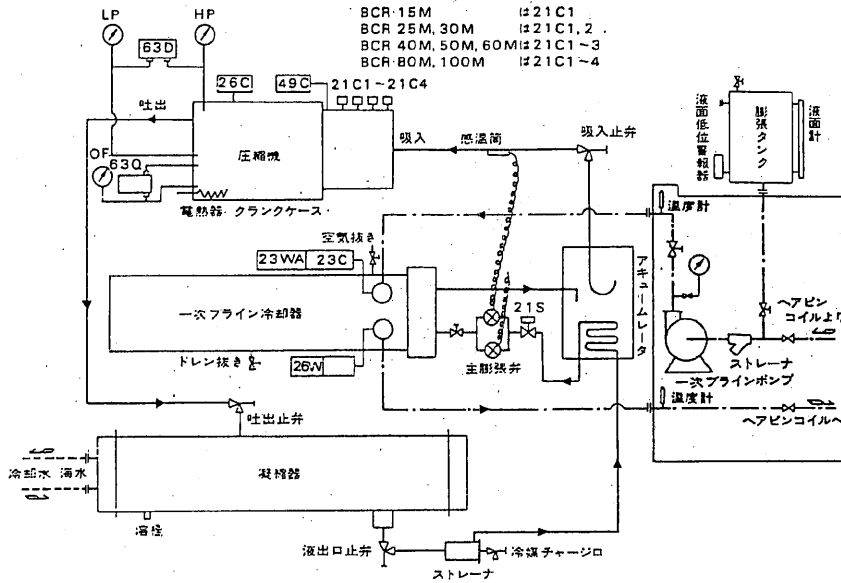 BCR-15M は21C1
BCR 25M, 30M は21C1, 2
BCR 40M, 50M, 60M は21C1~3
BCR-80M, 100M は21C1~4
LP
HP
63D
26C
49C
21C1~21C4
吐出
圧縮機
吸入
感温筒
吸入止弁
液面低位警報器
膨張タンク
液面計
63Q
電熱器
クランクケース
空気抜き
温度計
23WA
23C
一次ブライン冷却器
アキュームレータ
21S
ヘアピンコイルより
ドレン抜き
26W
主膨張弁
ストレーナ
一次ブラインポンプ
温度計
吐出止弁
ヘアピンコイルへ
冷却水 海水
凝縮器
溶栓
液出口止弁
冷媒チャージロ
ストレーナ